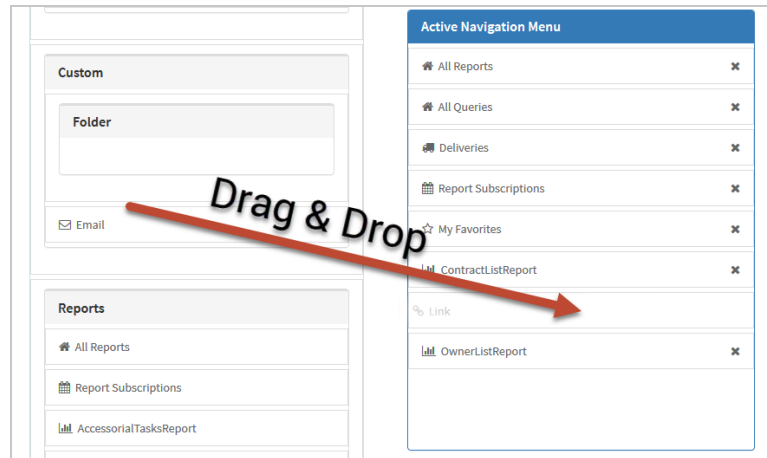 Custom
Folder
Email
Reports
All Reports
Report Subscriptions
AccessorialTasksReport
Drag & Drop
Active Navigation Menu
All Reports
All Queries
Deliveries
Report Subscriptions
My Favorites
ContractListReport
Link
OwnerListReport